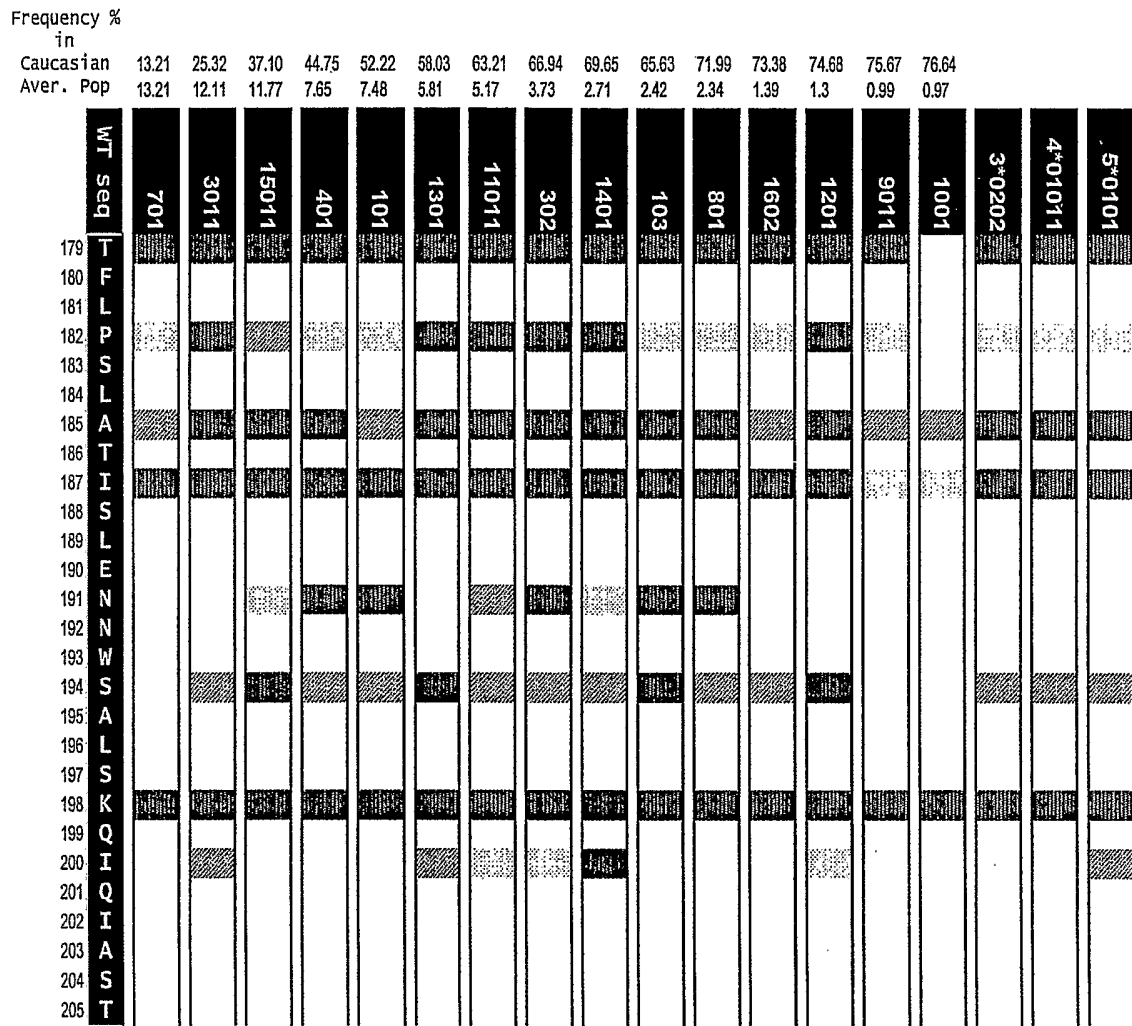 Frequency %
in
Caucasian 13.21 25.32 37.10 44.75 52.22 58.03 63.21 66.94 69.65 65.63 71.99 73.38 74.68 75.67 76.64
Aver. Pop 13.21 12.11 11.77 7.65 7.48 5.81 5.17 3.73 2.71 2.42 2.34 1.39 1.3 0.99 0.97
WT seq 701 3011 15011 401 101 1301 11011 302 1401 103 801 1602 1201 9011 1001 3*0202 4*01011 5*0101
179 T
180 F
181 L
182 P
183 S
184 L
185 A
186 T
187 I
188 S
189 L
190 E
191 N
192 N
193 W
194 S
195 A
196 L
197 S
198 K
199 Q
200 I
201 Q
202 I
203 A
204 S
205 T